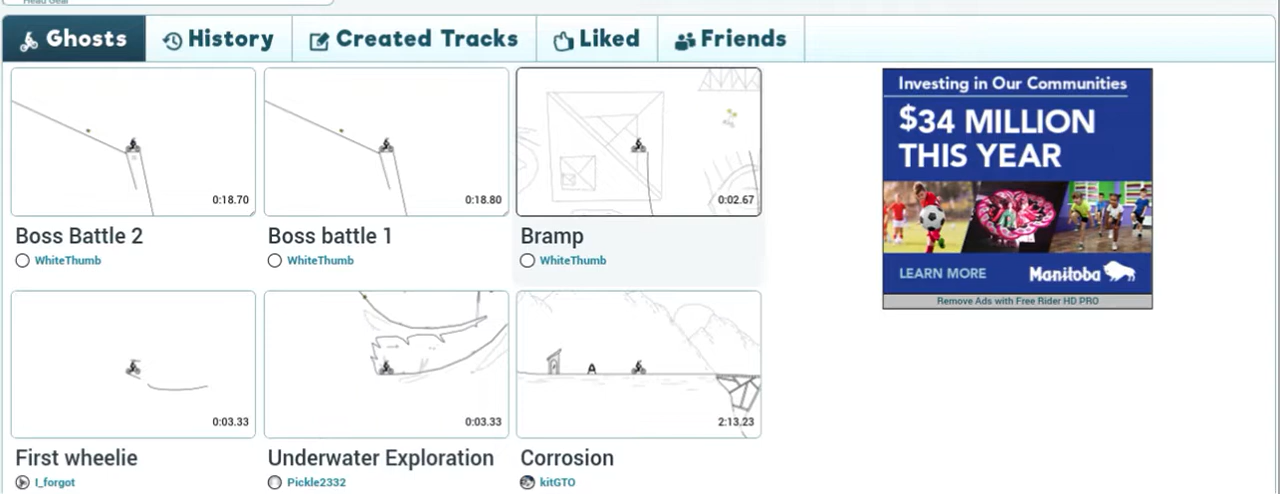 Head Gear
Ghosts
History
Created Tracks
Liked
Friends
0:18.70
0:18.80
0:02.67
Boss Battle 2
Boss battle 1
Bramp
WhiteThumb
WhiteThumb
WhiteThumb
0:03.33
0:03.33
2:13.23
First wheelie
Underwater Exploration
Corrosion
I_forgot
Pickle2332
kitGTO
Investing in Our Communities
$34 MILLION
THIS YEAR
LEARN MORE
Manitoba
Remove Ads with Free Rider HD PRO